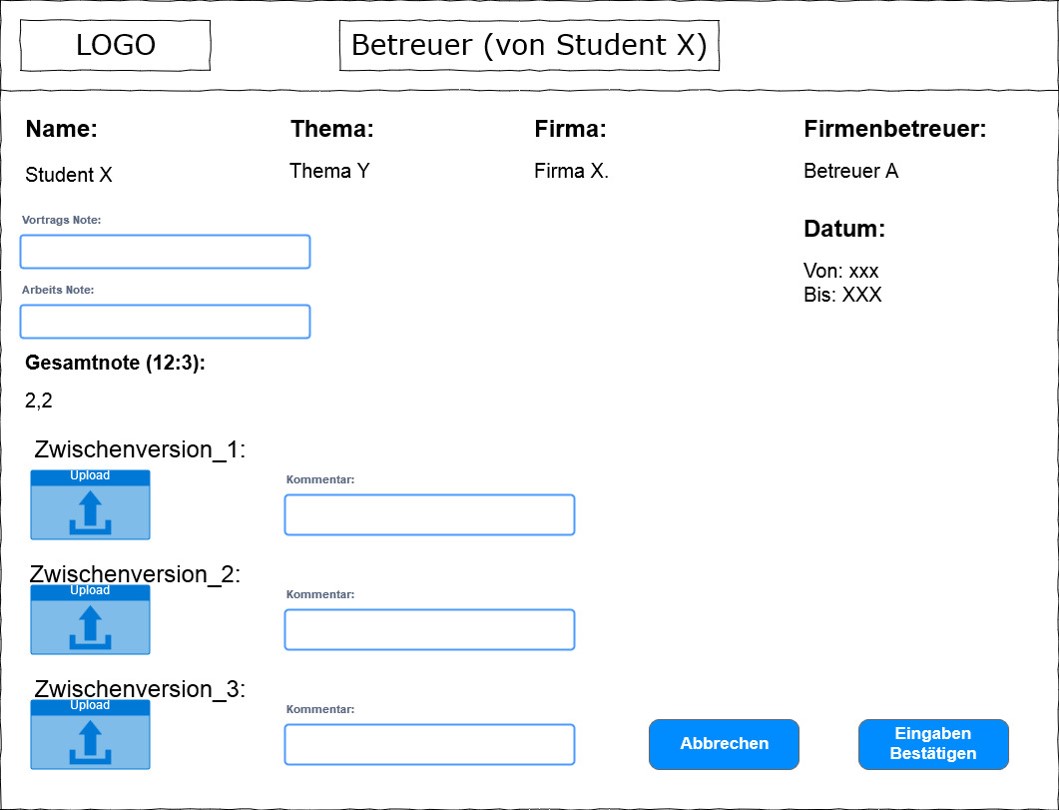 LOGO
Betreuer (von Student X)
Name:
Thema:
Firma:
Firmenbetreuer:
Student X
Thema Y
Firma X.
Betreuer A
Vortrags Note:
Datum:
Von: xxx
Bis: XXX
Arbeits Note:
Gesamtnote (12:3):
2,2
Zwischenversion_1:
Upload
Kommentar:
Zwischenversion_2:
Upload
Kommentar:
Zwischenversion_3:
Upload
Kommentar:
Abbrechen
Eingaben
Bestätigen